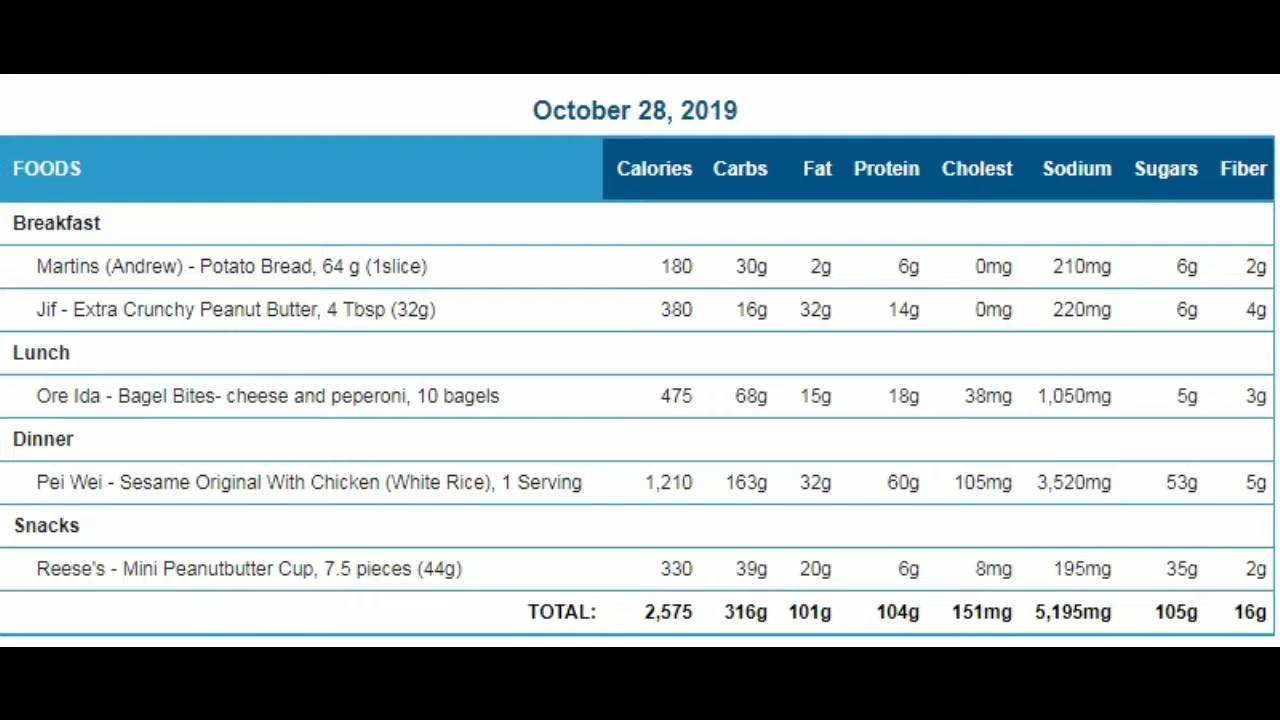 October 28, 2019
FOODS Calories Carbs Fat Protein Cholest Sodium Sugars Fiber
Breakfast
Martins (Andrew) - Potato Bread, 64 g (1slice) 180 30g 2g 6g 0mg 210mg 6g 2g
Jif - Extra Crunchy Peanut Butter, 4 Tbsp (32g) 380 16g 32g 14g 0mg 220mg 6g 4g
Lunch
Ore Ida - Bagel Bites- cheese and peperoni, 10 bagels 475 68g 15g 18g 38mg 1,050mg 5g 3g
Dinner
Pei Wei - Sesame Original With Chicken (White Rice), 1 Serving 1,210 163g 32g 60g 105mg 3,520mg 53g 5g
Snacks
Reese's - Mini Peanutbutter Cup, 7.5 pieces (44g) 330 39g 20g 6g 8mg 195mg 35g 2g
TOTAL: 2,575 316g 101g 104g 151mg 5,195mg 105g 16g